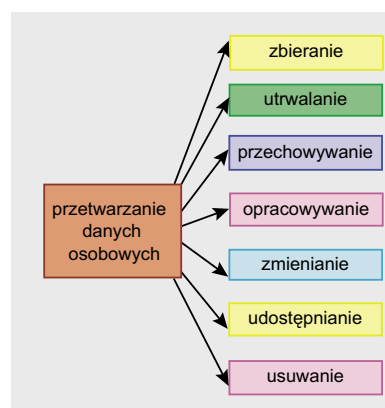 zbieranie
utrwalanie
przechowywanie
przetwarzanie
danych
osobowych
opracowywanie
zmienianie
udostępnianie
usuwanie